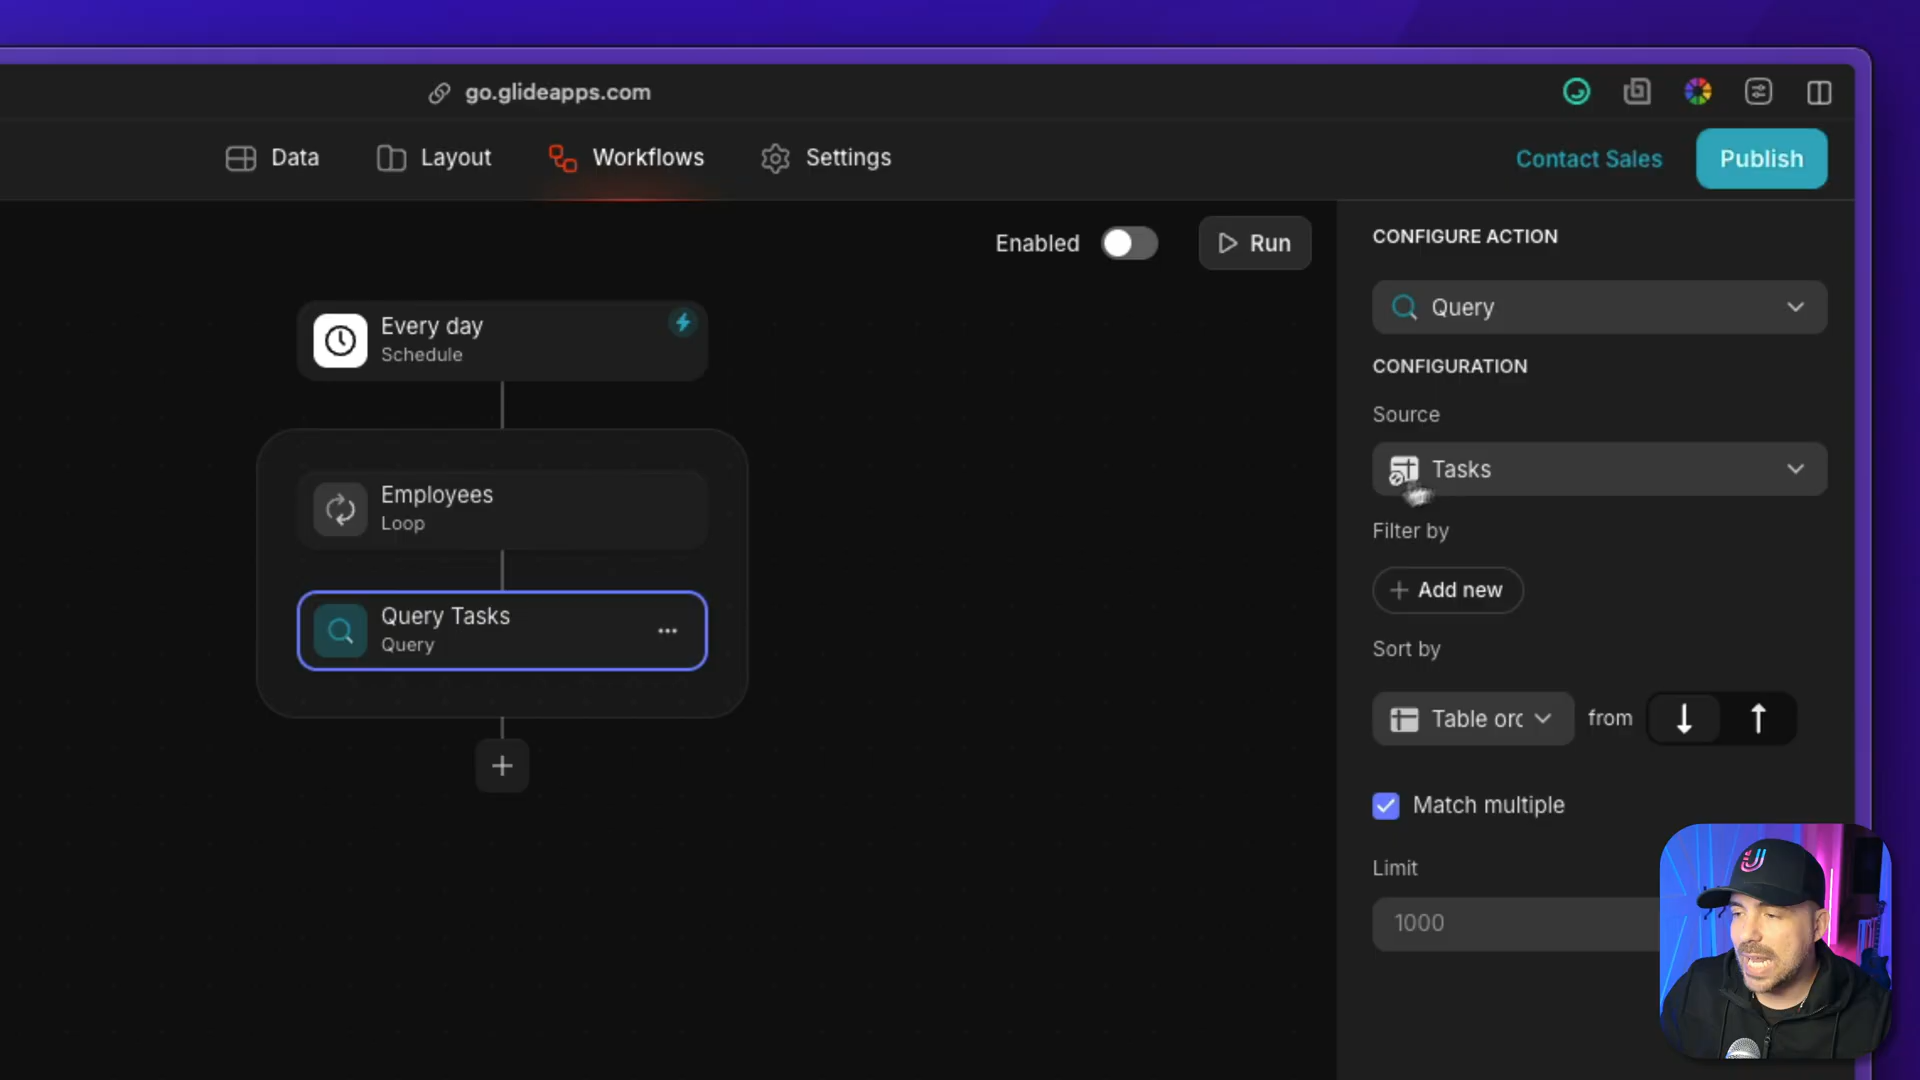 go.glideapps.com
Data
Layout
Workflows
Settings
Contact Sales
Publish
Enabled
Run
CONFIGURE ACTION
Query
CONFIGURATION
Source
Tasks
Filter by
+ Add new
Sort by
Table orc
from
Match multiple
Limit
1000
Every day
Schedule
Employees
Loop
Query Tasks
Query